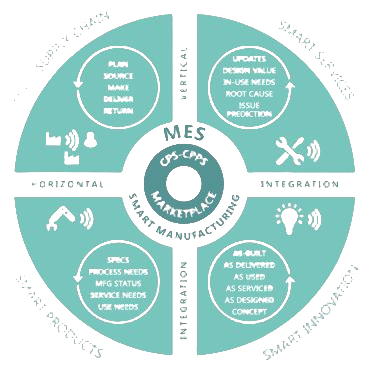 SUPPLY CHAIN
SMART SERVICES
PLAN
SOURCE
MAKE
DELIVER
RETURN
VERTICAL
UPDATES
DESIGN VALUE
IN-USE NEEDS
ROOT CAUSE
ISSUE
PREDICTION
MES
CPS-CPPS
MARKETPLACE
SMART MANUFACTURING
HORIZONTAL
INTEGRATION
SPECS
PROCESS NEEDS
MFG STATUS
SERVICE NEEDS
USE NEEDS
INTEGRATION
AS-BUILT
AS DELIVERED
AS USED
AS SERVICED
AS DESIGNED
CONCEPT
SMART PRODUCTS
SMART INNOVATION